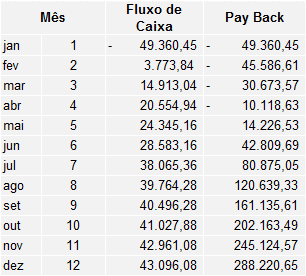 Mês Fluxo de Caixa Pay Back
jan 1 - 49.360,45 - 49.360,45
fev 2 3.773,84 - 45.586,61
mar 3 14.913,04 - 30.673,57
abr 4 20.554,94 - 10.118,63
mai 5 24.345,16 14.226,53
jun 6 28.583,16 42.809,69
jul 7 38.065,36 80.875,05
ago 8 39.764,28 120.639,33
set 9 40.496,28 161.135,61
out 10 41.027,88 202.163,49
nov 11 42.961,08 245.124,57
dez 12 43.096,08 288.220,65